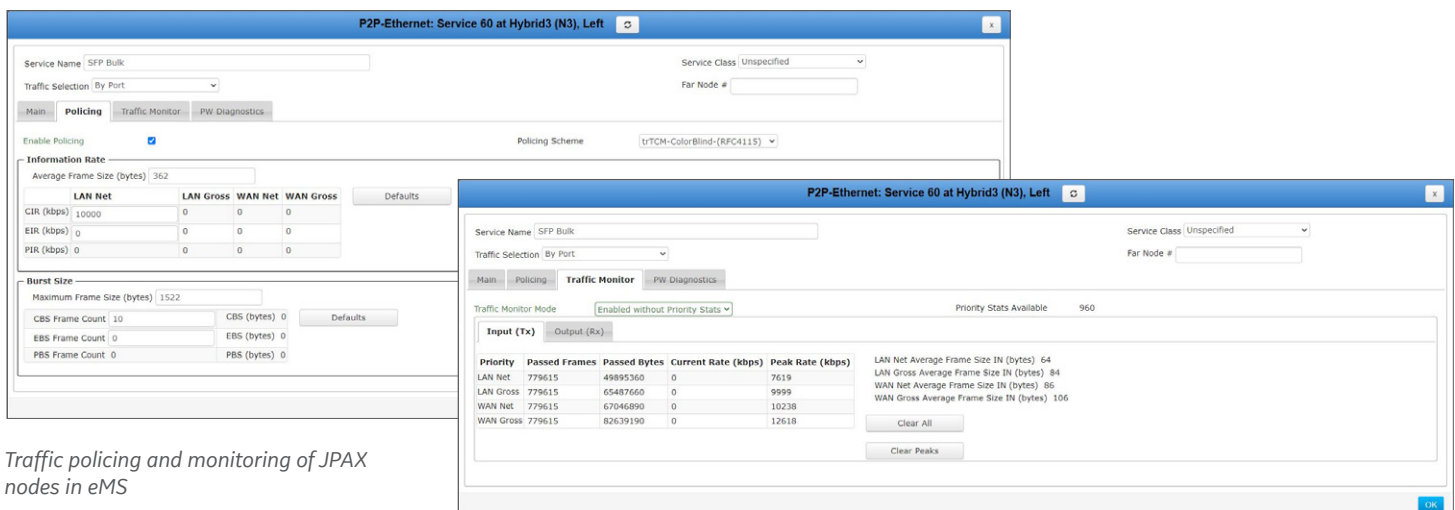 P2P-Ethernet: Service 60 at Hybrid3 (N3), Left
x
Service Name SFP Bulk
Service Class Unspecified
Traffic Selection By Port
Far Node #
Main Policing Traffic Monitor PW Diagnostics
Enable Policing
Policing Scheme trTCM-ColorBlind-(RFC4115)
Information Rate
Average Frame Size (bytes) 362
LAN Net LAN Gross WAN Net WAN Gross Defaults
CIR (kbps) 10000 0 0 0
EIR (kbps) 0 0 0 0
PIR (kbps) 0 0 0 0
Burst Size
Maximum Frame Size (bytes) 1522
CBS Frame Count 10 CBS (bytes) 0 Defaults
EBS Frame Count 0 EBS (bytes) 0
PBS Frame Count 0 PBS (bytes) 0
P2P-Ethernet: Service 60 at Hybrid3 (N3), Left
x
Service Name SFP Bulk
Service Class Unspecified
Traffic Selection By Port
Far Node #
Main Policing Traffic Monitor PW Diagnostics
Traffic Monitor Mode Enabled without Priority Stats
Priority Stats Available 960
Input (Tx) Output (Rx)
Priority Passed Frames Passed Bytes Current Rate (kbps) Peak Rate (kbps)
LAN Net 779615 49895360 0 7619
LAN Gross 779615 65487660 0 9999
WAN Net 779615 67046890 0 10238
WAN Gross 779615 82639190 0 12618
LAN Net Average Frame Size IN (bytes) 64
LAN Gross Average Frame Size IN (bytes) 84
WAN Net Average Frame Size IN (bytes) 86
WAN Gross Average Frame Size IN (bytes) 106
Clear All
Clear Peaks
OK
Traffic policing and monitoring of JPAX
nodes in eMS